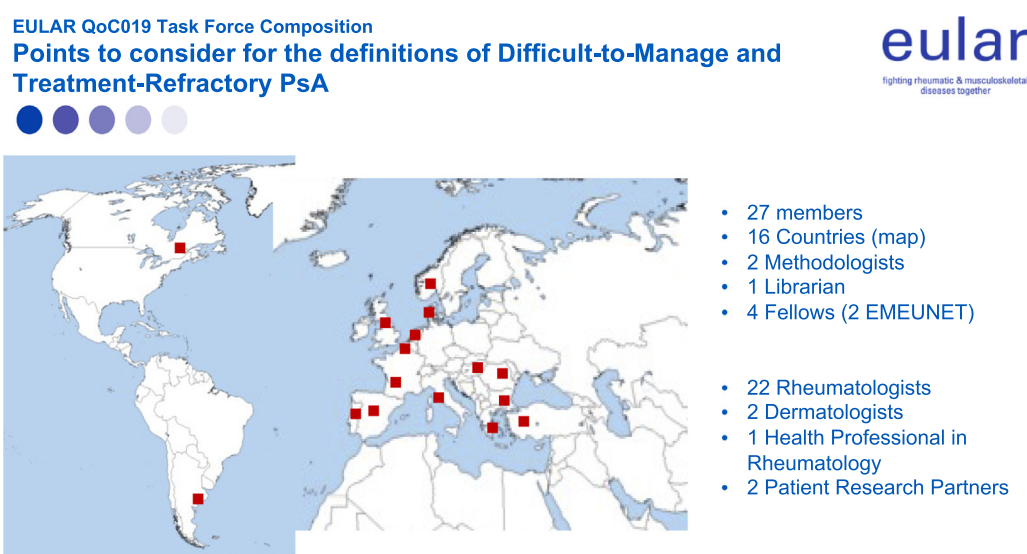 EULAR QoC019 Task Force Composition
Points to consider for the definitions of Difficult-to-Manage and
Treatment-Refractory PsA
eular
fighting rheumatic & musculoskeletal
diseases together
• 27 members
• 16 Countries (map)
• 2 Methodologists
• 1 Librarian
• 4 Fellows (2 EMEUNET)
• 22 Rheumatologists
• 2 Dermatologists
• 1 Health Professional in
Rheumatology
• 2 Patient Research Partners